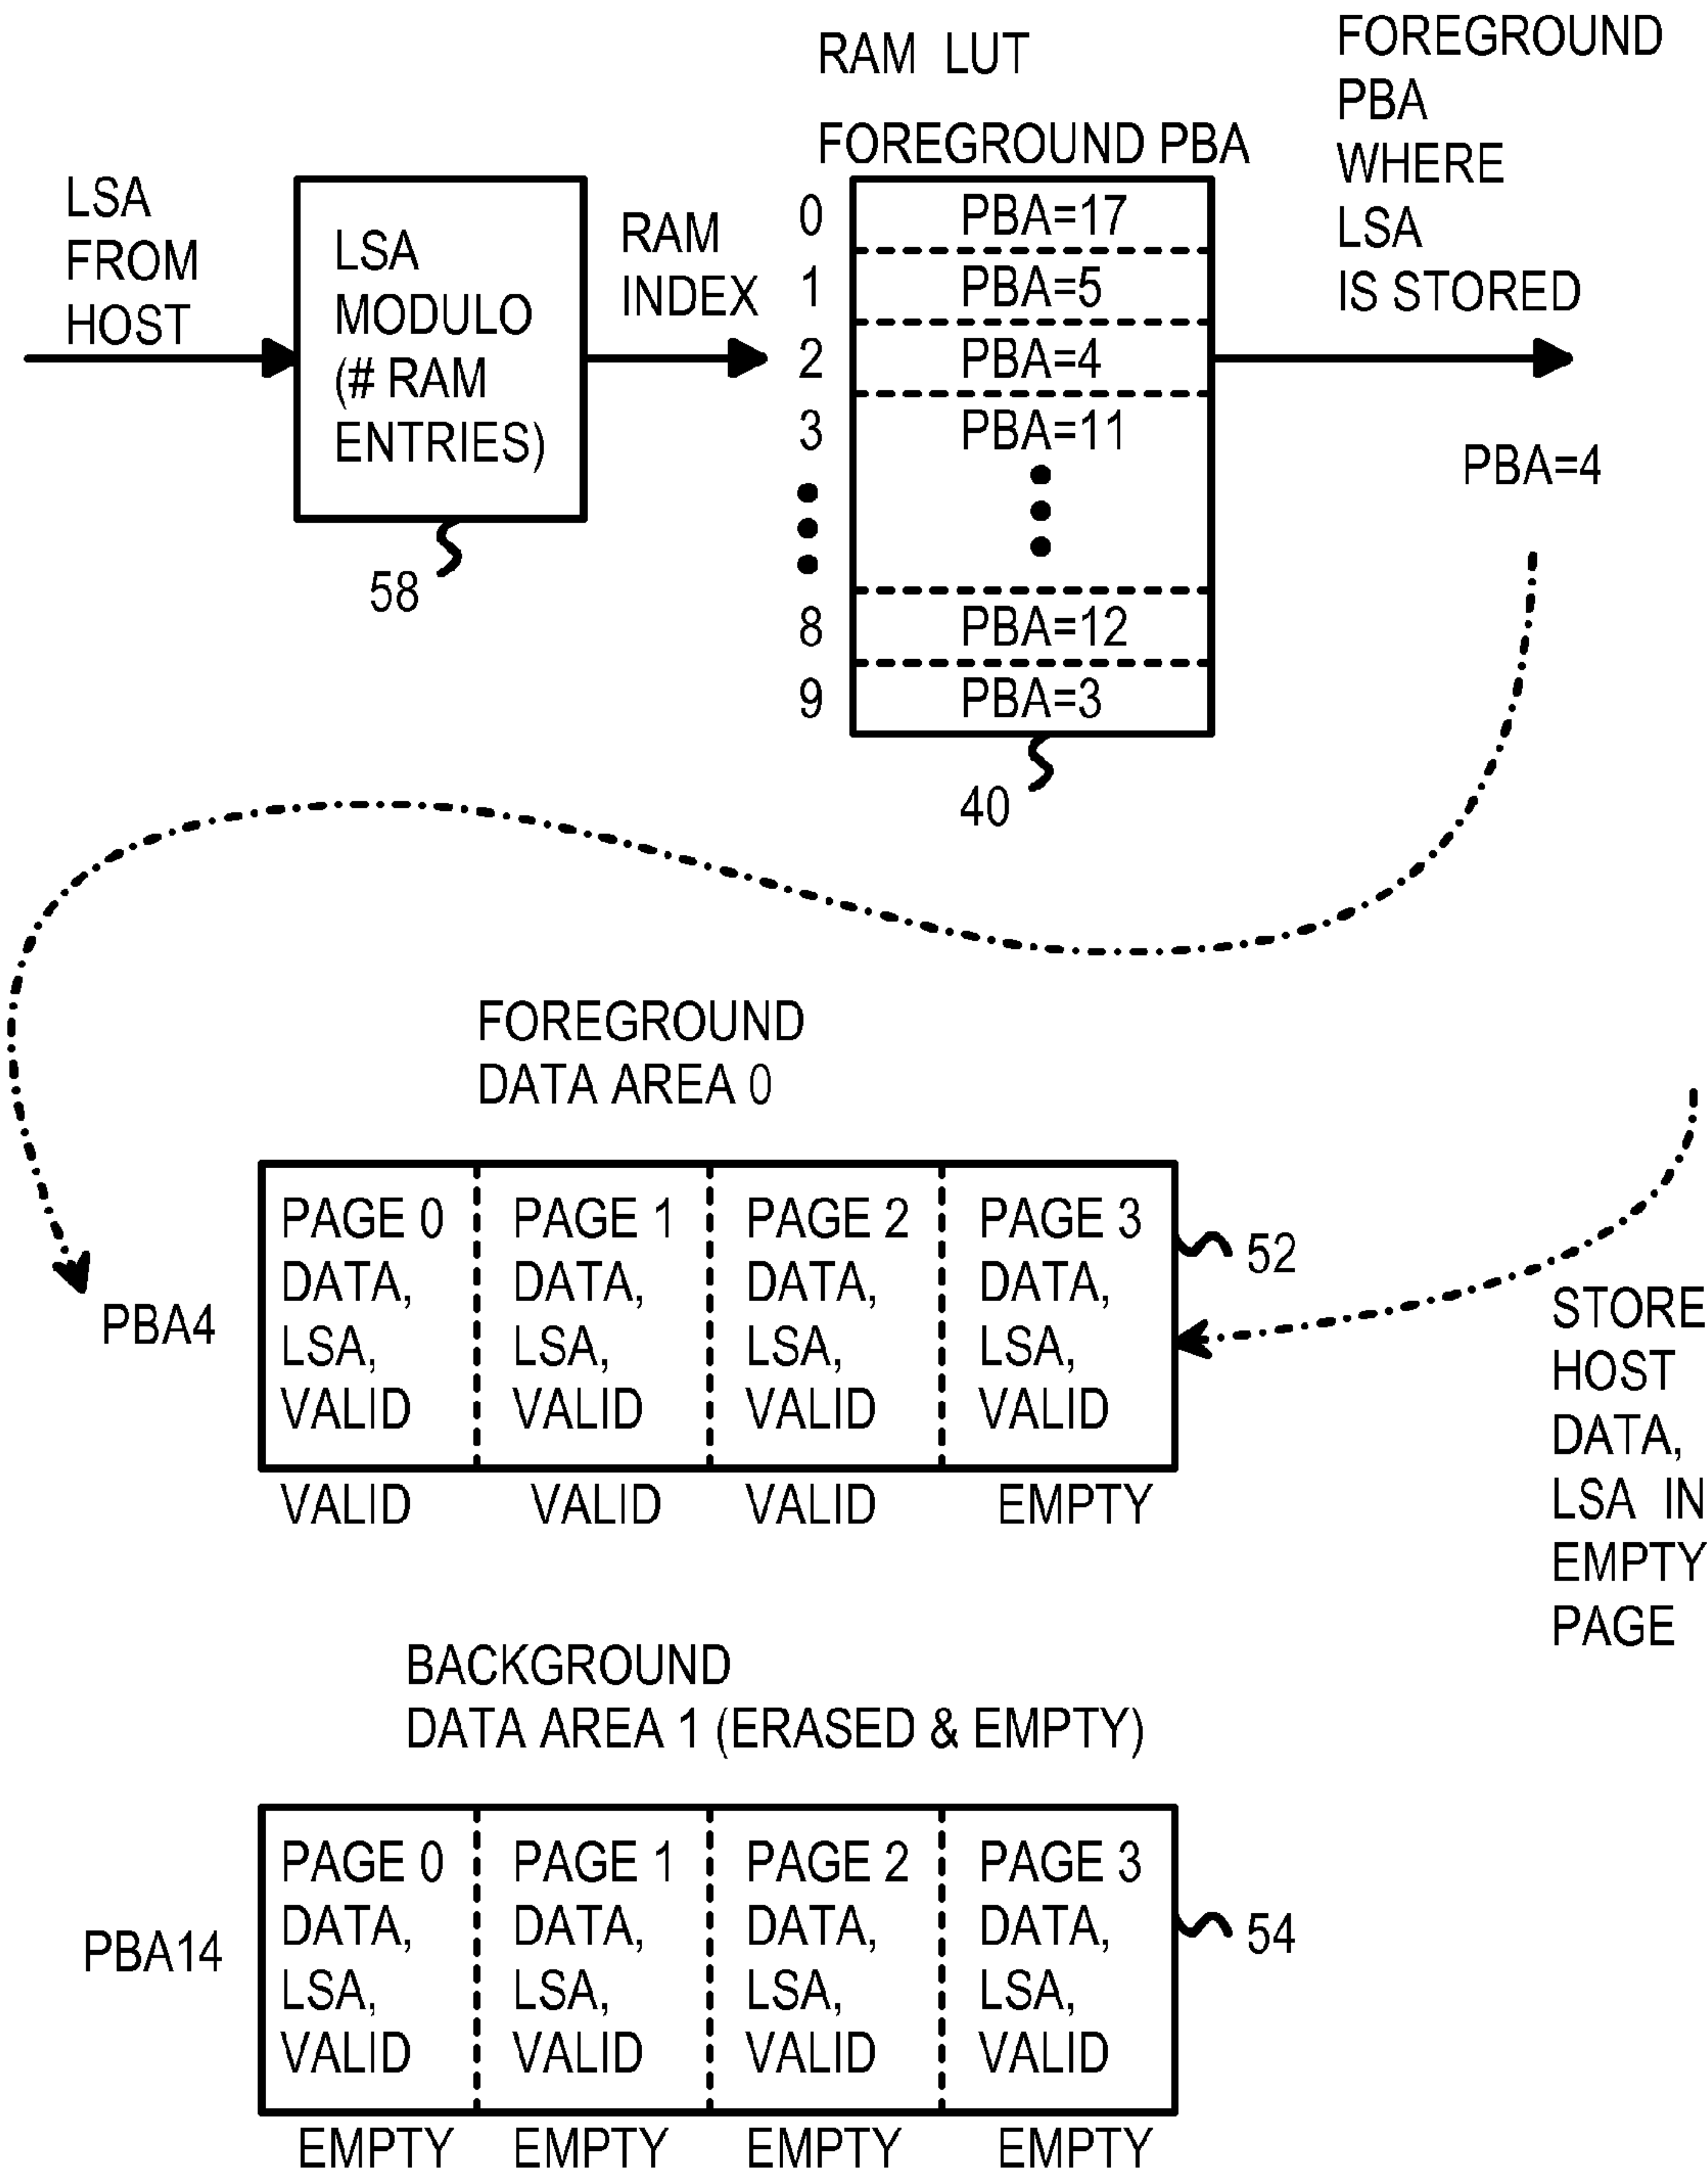 LSA
FROM
HOST
LSA
MODULO
(# RAM
ENTRIES)
58
RAM
INDEX
RAM LUT
FOREGROUND PBA
0 PBA=17
1 PBA=5
2 PBA=4
3 PBA=11
8 PBA=12
9 PBA=3
40
FOREGROUND
PBA
WHERE
LSA
IS STORED
PBA=4
FOREGROUND
DATA AREA 0
PBA4
PAGE 0
DATA,
LSA,
VALID
PAGE 1
DATA,
LSA,
VALID
PAGE 2
DATA,
LSA,
VALID
PAGE 3
DATA,
LSA,
VALID
52
VALID VALID VALID EMPTY
STORE
HOST
DATA,
LSA IN
EMPTY
PAGE
BACKGROUND
DATA AREA 1 (ERASED & EMPTY)
PBA14
PAGE 0
DATA,
LSA,
VALID
PAGE 1
DATA,
LSA,
VALID
PAGE 2
DATA,
LSA,
VALID
PAGE 3
DATA,
LSA,
VALID
54
EMPTY EMPTY EMPTY EMPTY